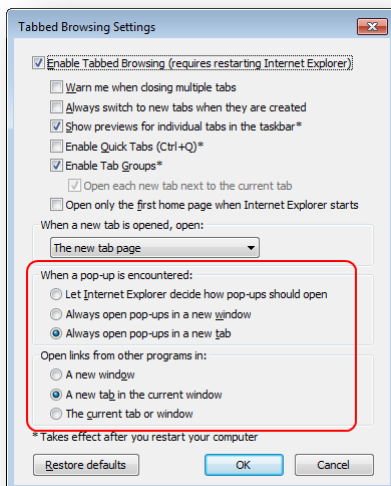 Tabbed Browsing Settings
Enable Tabbed Browsing (requires restarting Internet Explorer)
Warn me when closing multiple tabs
Always switch to new tabs when they are created
Show previews for individual tabs in the taskbar*
Enable Quick Tabs (Ctrl+Q)*
Enable Tab Groups*
Open each new tab next to the current tab
Open only the first home page when Internet Explorer starts
When a new tab is opened, open:
The new tab page
When a pop-up is encountered:
Let Internet Explorer decide how pop-ups should open
Always open pop-ups in a new window
Always open pop-ups in a new tab
Open links from other programs in:
A new window
A new tab in the current window
The current tab or window
* Takes effect after you restart your computer
Restore defaults OK Cancel